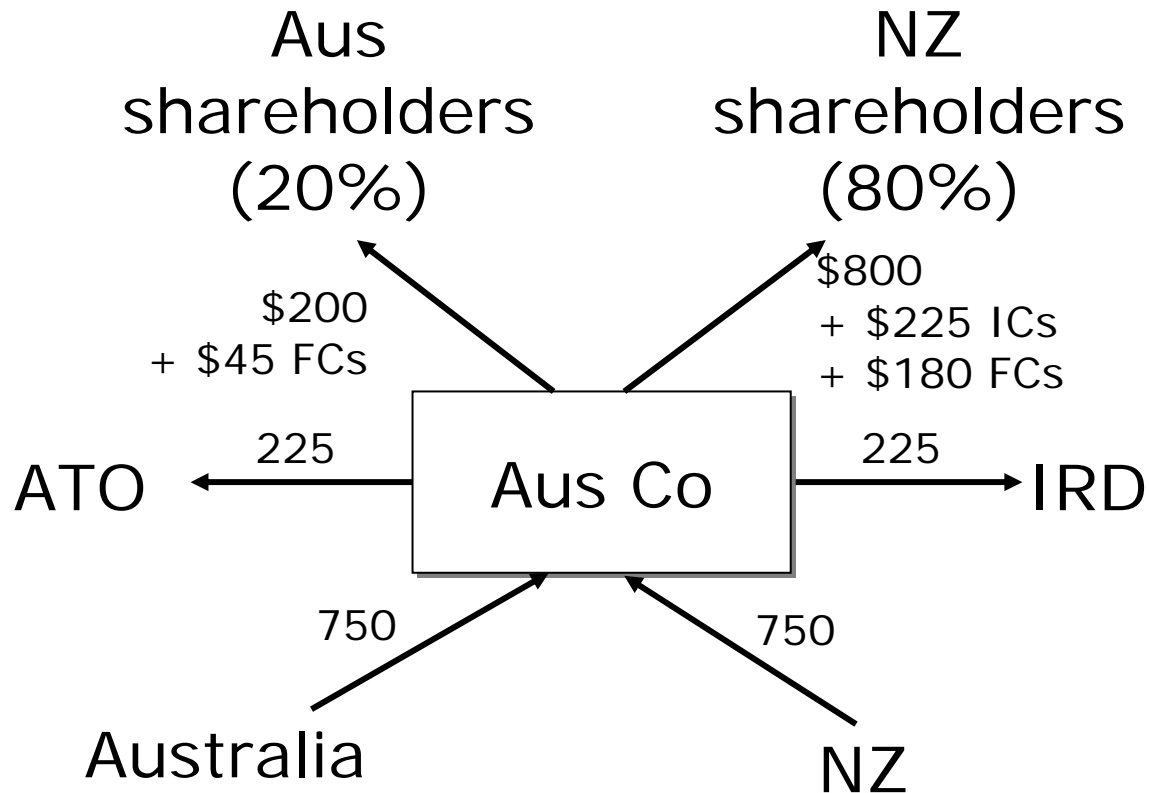 Aus
shareholders
(20%)
NZ
shareholders
(80%)
$200
+ $45 FCs
$800
+ $225 ICs
+ $180 FCs
ATO
225
Aus Co
225
IRD
750
750
Australia
NZ